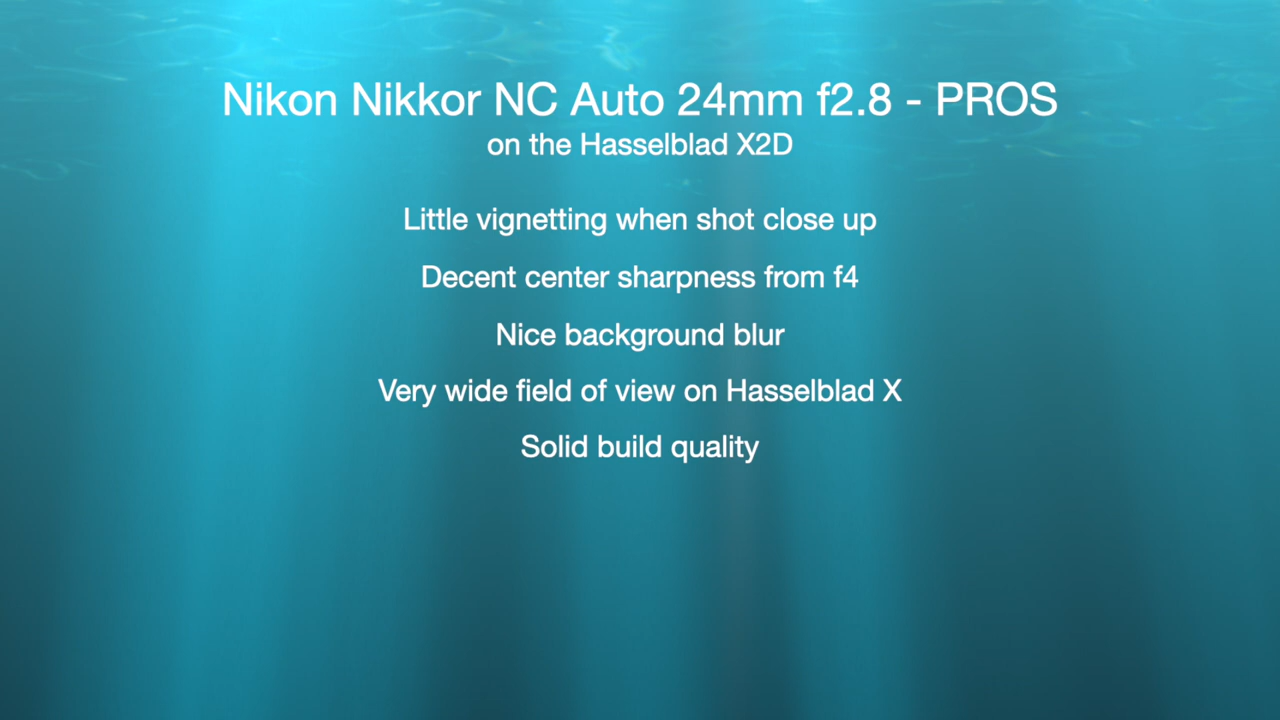 Nikon Nikkor NC Auto 24mm f2.8 - PROS
on the Hasselblad X2D
Little vignetting when shot close up
Decent center sharpness from f4
Nice background blur
Very wide field of view on Hasselblad X
Solid build quality